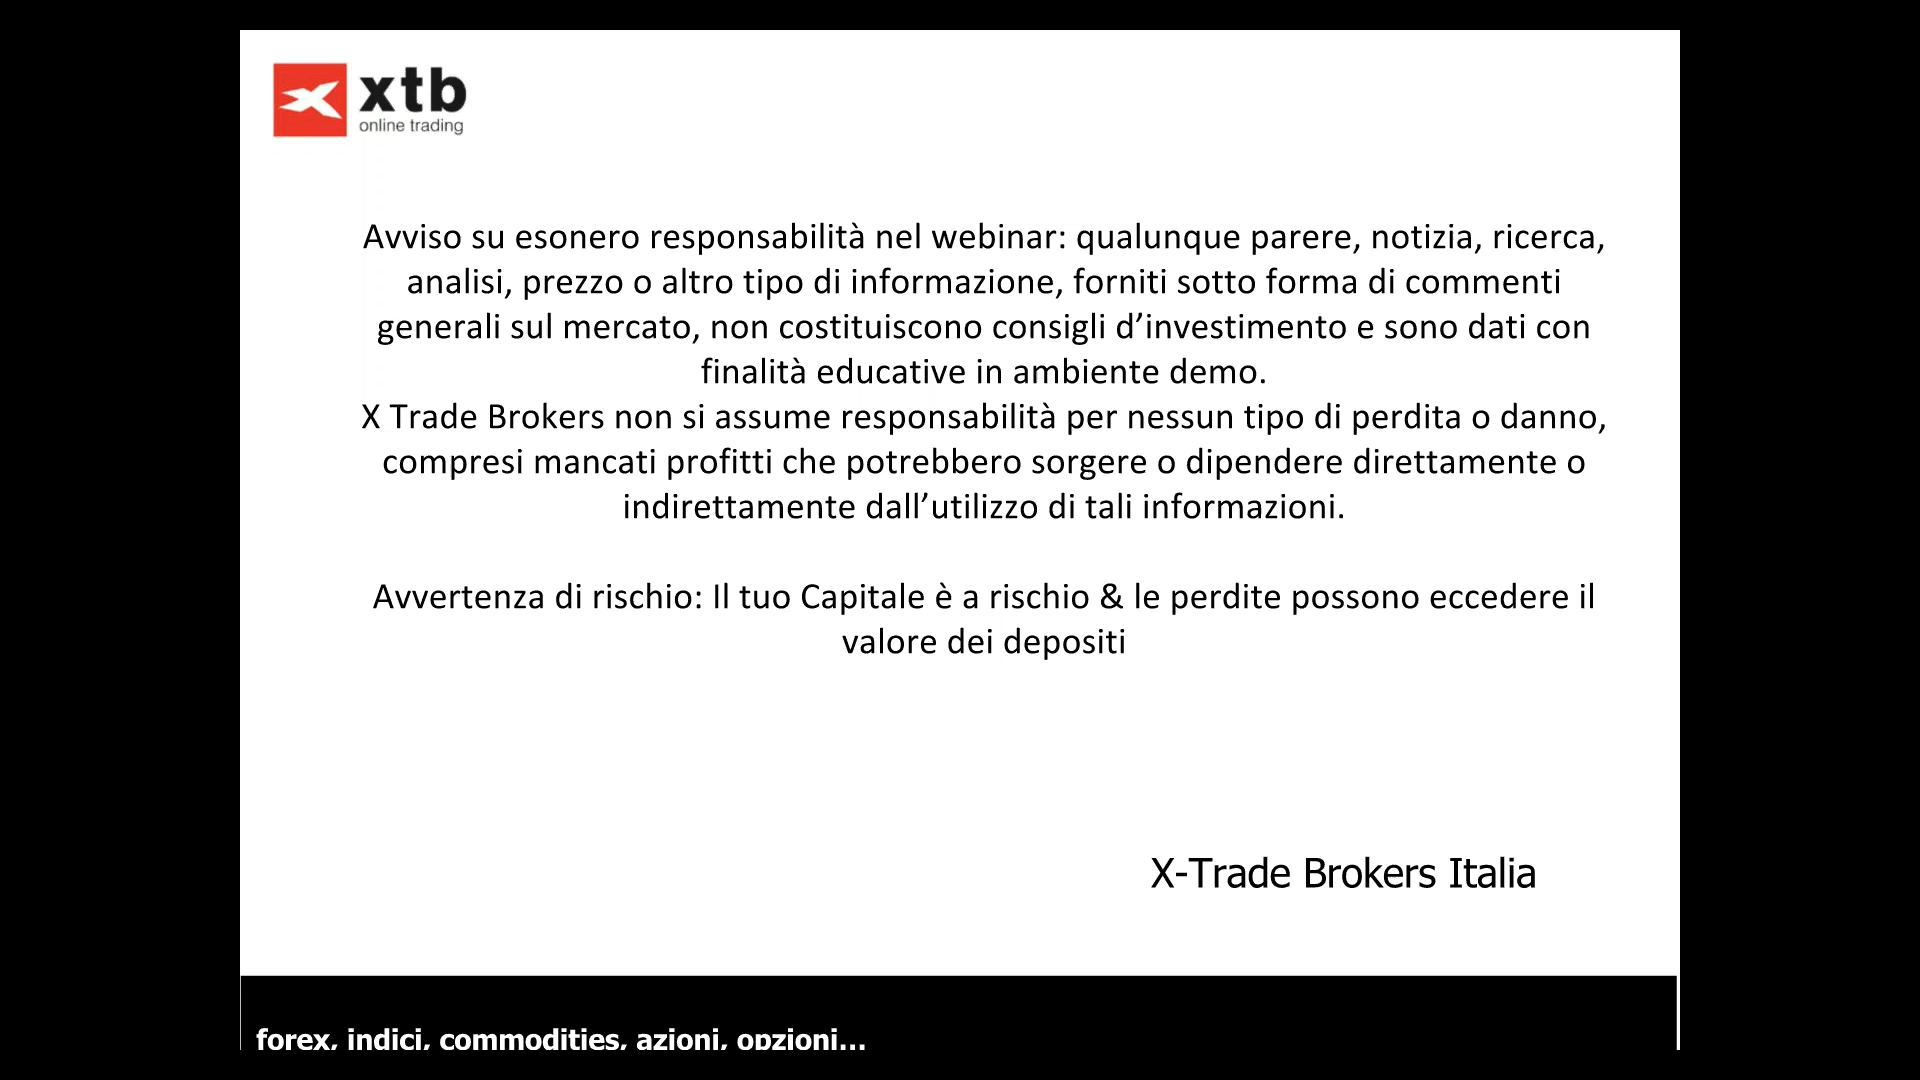 xtb
online trading
Avviso su esonero responsabilità nel webinar: qualunque parere, notizia, ricerca,
analisi, prezzo o altro tipo di informazione, forniti sotto forma di commenti
generali sul mercato, non costituiscono consigli d’investimento e sono dati con
finalità educative in ambiente demo.
X Trade Brokers non si assume responsabilità per nessun tipo di perdita o danno,
compresi mancati profitti che potrebbero sorgere o dipendere direttamente o
indirettamente dall’utilizzo di tali informazioni.
Avvertenza di rischio: Il tuo Capitale è a rischio & le perdite possono eccedere il
valore dei depositi
X-Trade Brokers Italia
forex, indici, commodities, azioni, opzioni...